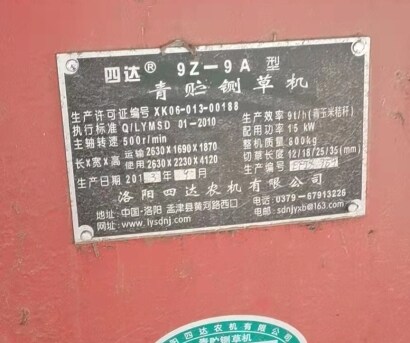 四达® 9Z-9A 型
青贮铡草机
生产许可证编号 XK06-013-00188
执行标准 Q/LYMSD 01-2010
主轴转速 500r/min
长×宽×高 运输 2630×1690×1870
使用 2630×2230×4120
生产日期 201 年 月
生产效率 9t/h(青玉米秸秆)
配用功率 15 kW
整机质量 800kg
切草长度 12/18/25/35(mm)
生产编号
洛阳四达农机有限公司
地址:中国·洛阳 孟津县黄河路西口
网址:www.lysdnj.com
电话:0379-67913226
电邮:sdnjyxb@163.com
洛阳四达农机有限公司
青贮铡草机